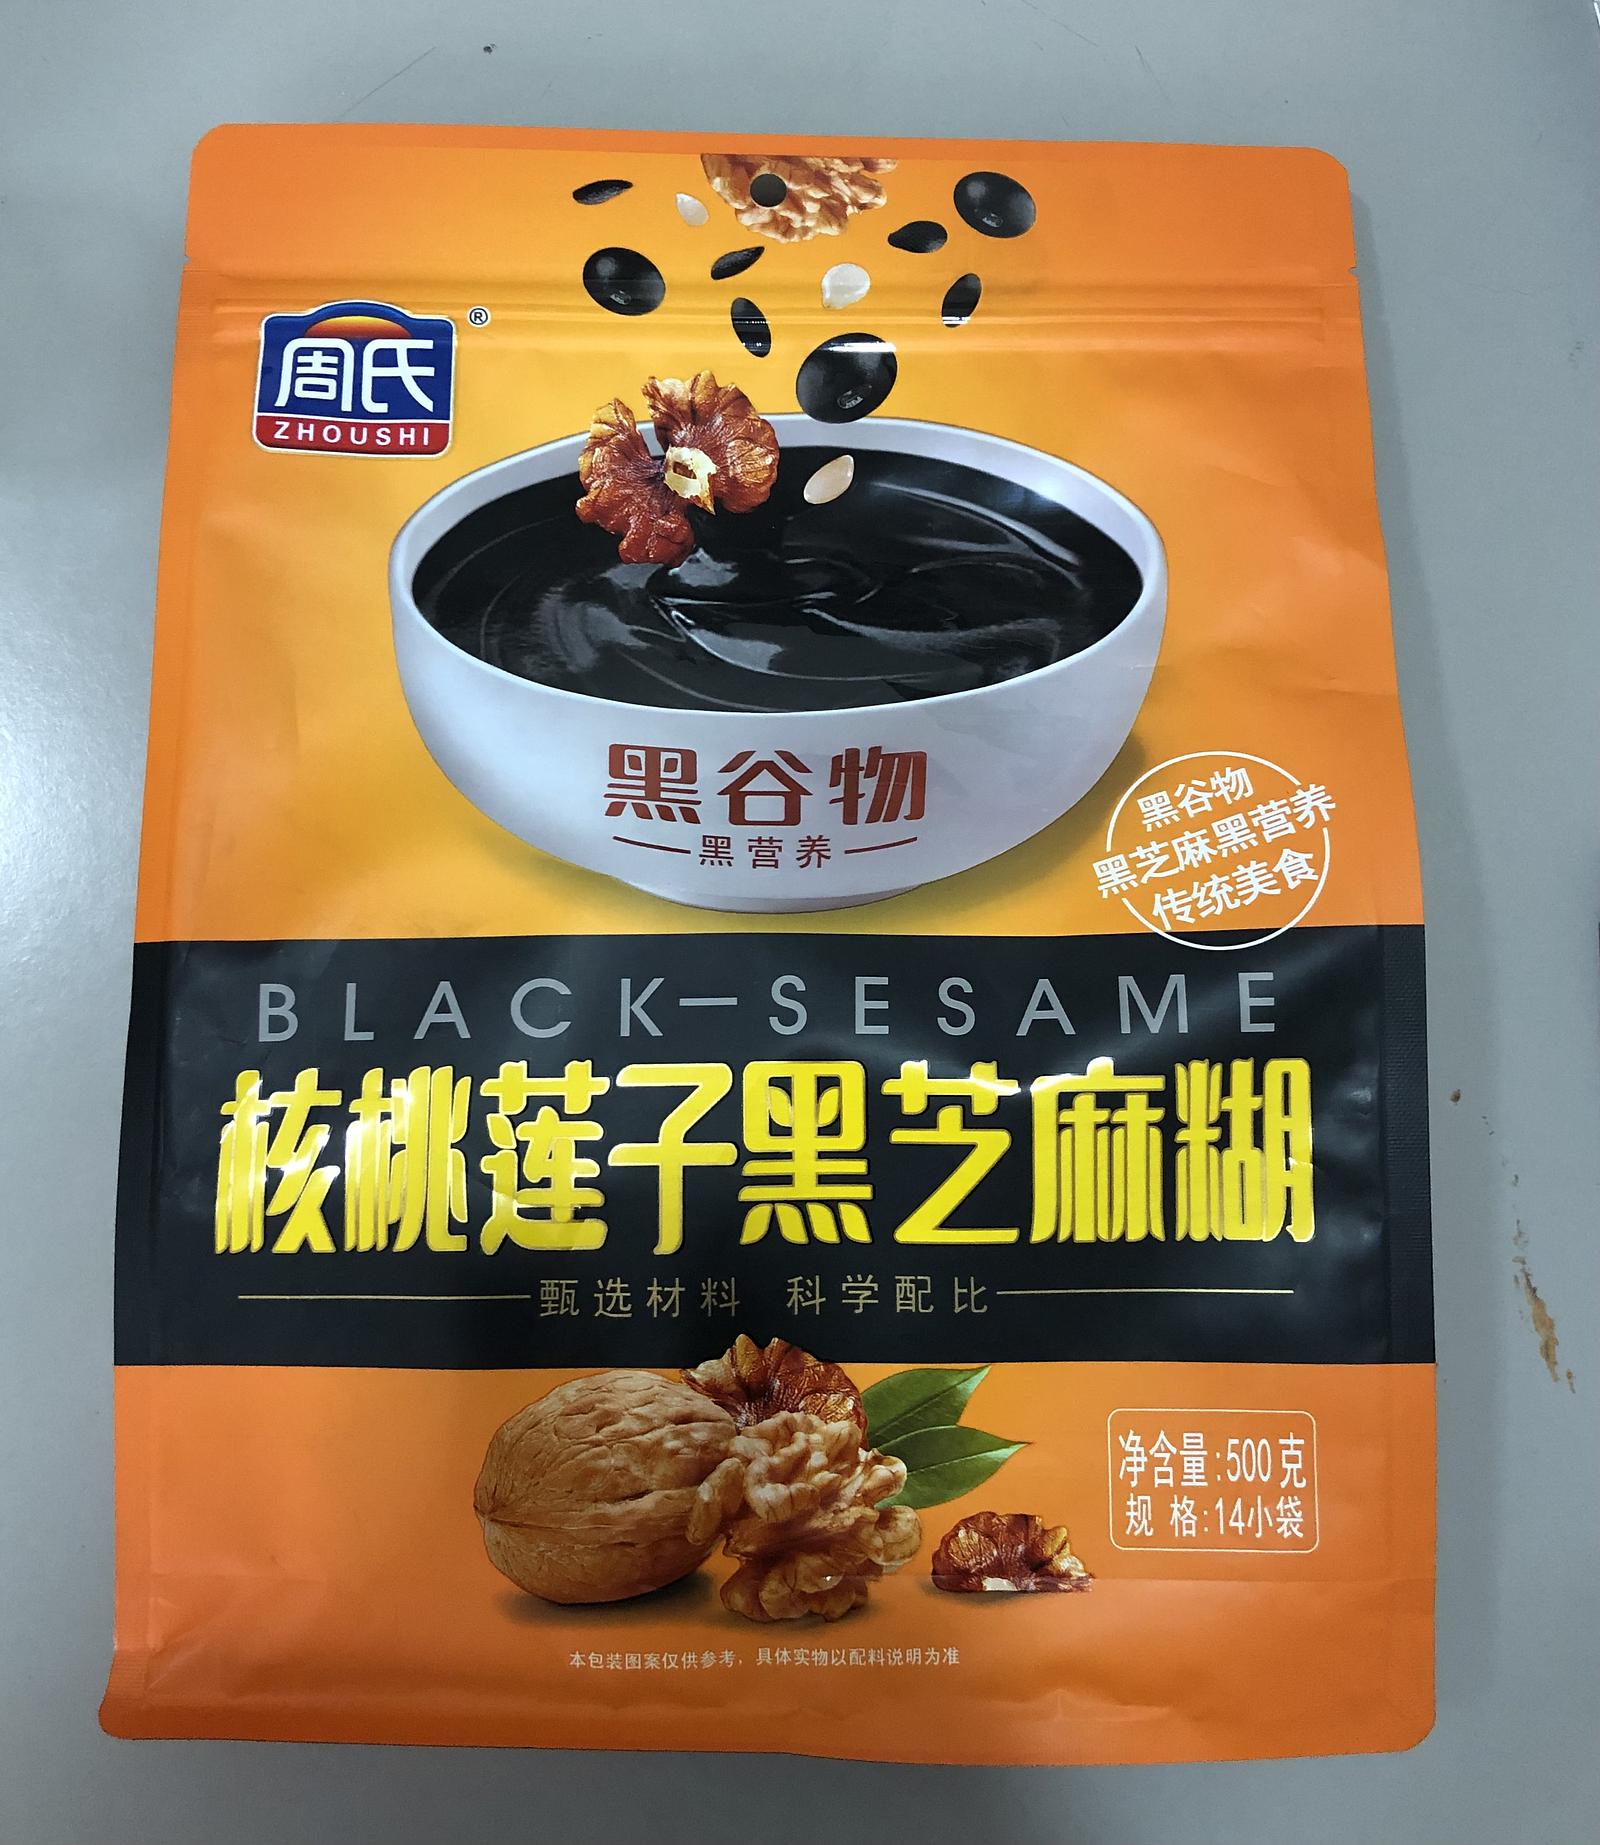 周氏
ZHOUSHI
®
黑谷物
黑营养
黑谷物
黑芝麻黑营养
传统美食
BLACK-SESAME
核桃莲子黑芝麻糊
甄选材料 科学配比
净含量:500克
规 格:14小袋
本包装图案仅供参考，具体实物以配料说明为准